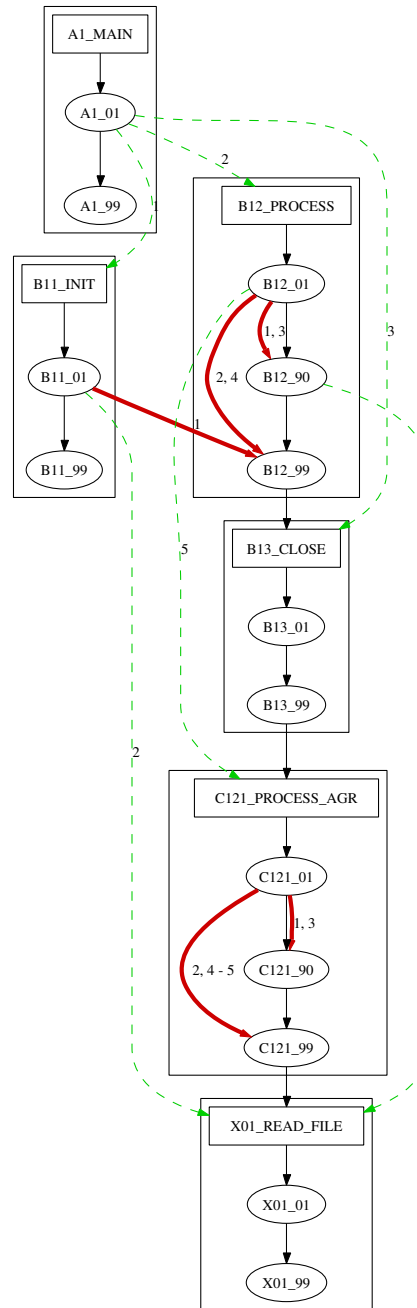 A1_MAIN
A1_01
2
A1_99
1
B12_PROCESS
B11_INIT
B12_01
1, 3
3
B11_01
2, 4
B12_90
1
B11_99
B12_99
5
B13_CLOSE
B13_01
B13_99
2
C121_PROCESS_AGR
C121_01
1, 3
2, 4 - 5
C121_90
C121_99
X01_READ_FILE
X01_01
X01_99